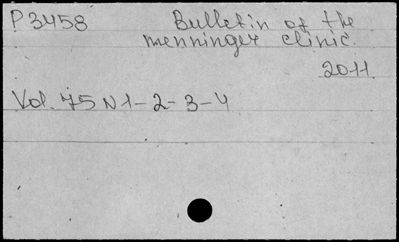 P3458 Bulletin of the
menninger clinic.
2011.
Vol. 75 N 1-2-3-4